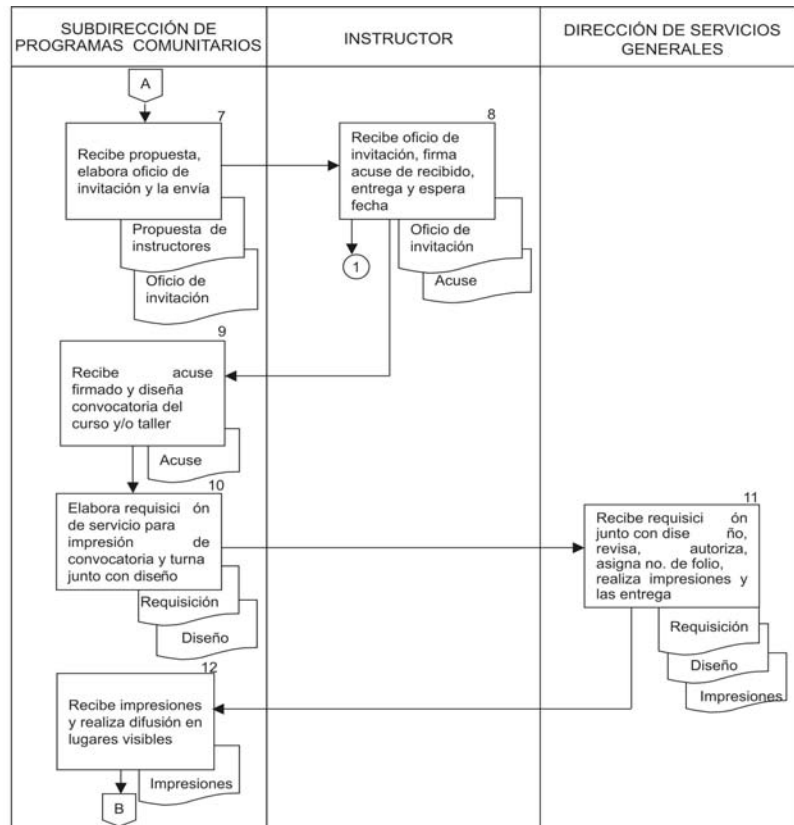 SUBDIRECCIÓN DE
PROGRAMAS COMUNITARIOS
INSTRUCTOR
DIRECCIÓN DE SERVICIOS
GENERALES
A
7
Recibe propuesta,
elabora oficio de
invitación y la envía
Propuesta de
instructores
Oficio de
invitación
8
Recibe oficio de
invitación, firma
acuse de recibido,
entrega y espera
fecha
Oficio de
invitación
Acuse
1
9
Recibe acuse
firmado y diseña
convocatoria del
curso y/o taller
Acuse
10
Elabora requisici ón
de servicio para
impresión de
convocatoria y turna
junto con diseño
Requisición
Diseño
11
Recibe requisici ón
junto con dise ño,
revisa, autoriza,
asigna no. de folio,
realiza impresiones y
las entrega
Requisición
Diseño
Impresiones
12
Recibe impresiones
y realiza difusión en
lugares visibles
Impresiones
B